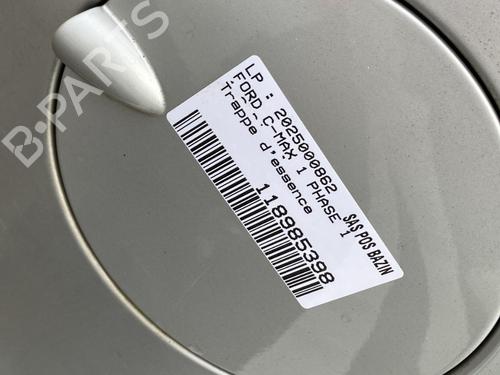 LP : 2025000862
SAS POS BAZIN
FORD - C-MAX 1 PHASE 1
Trappe d'essence
118985398
B-PARTS